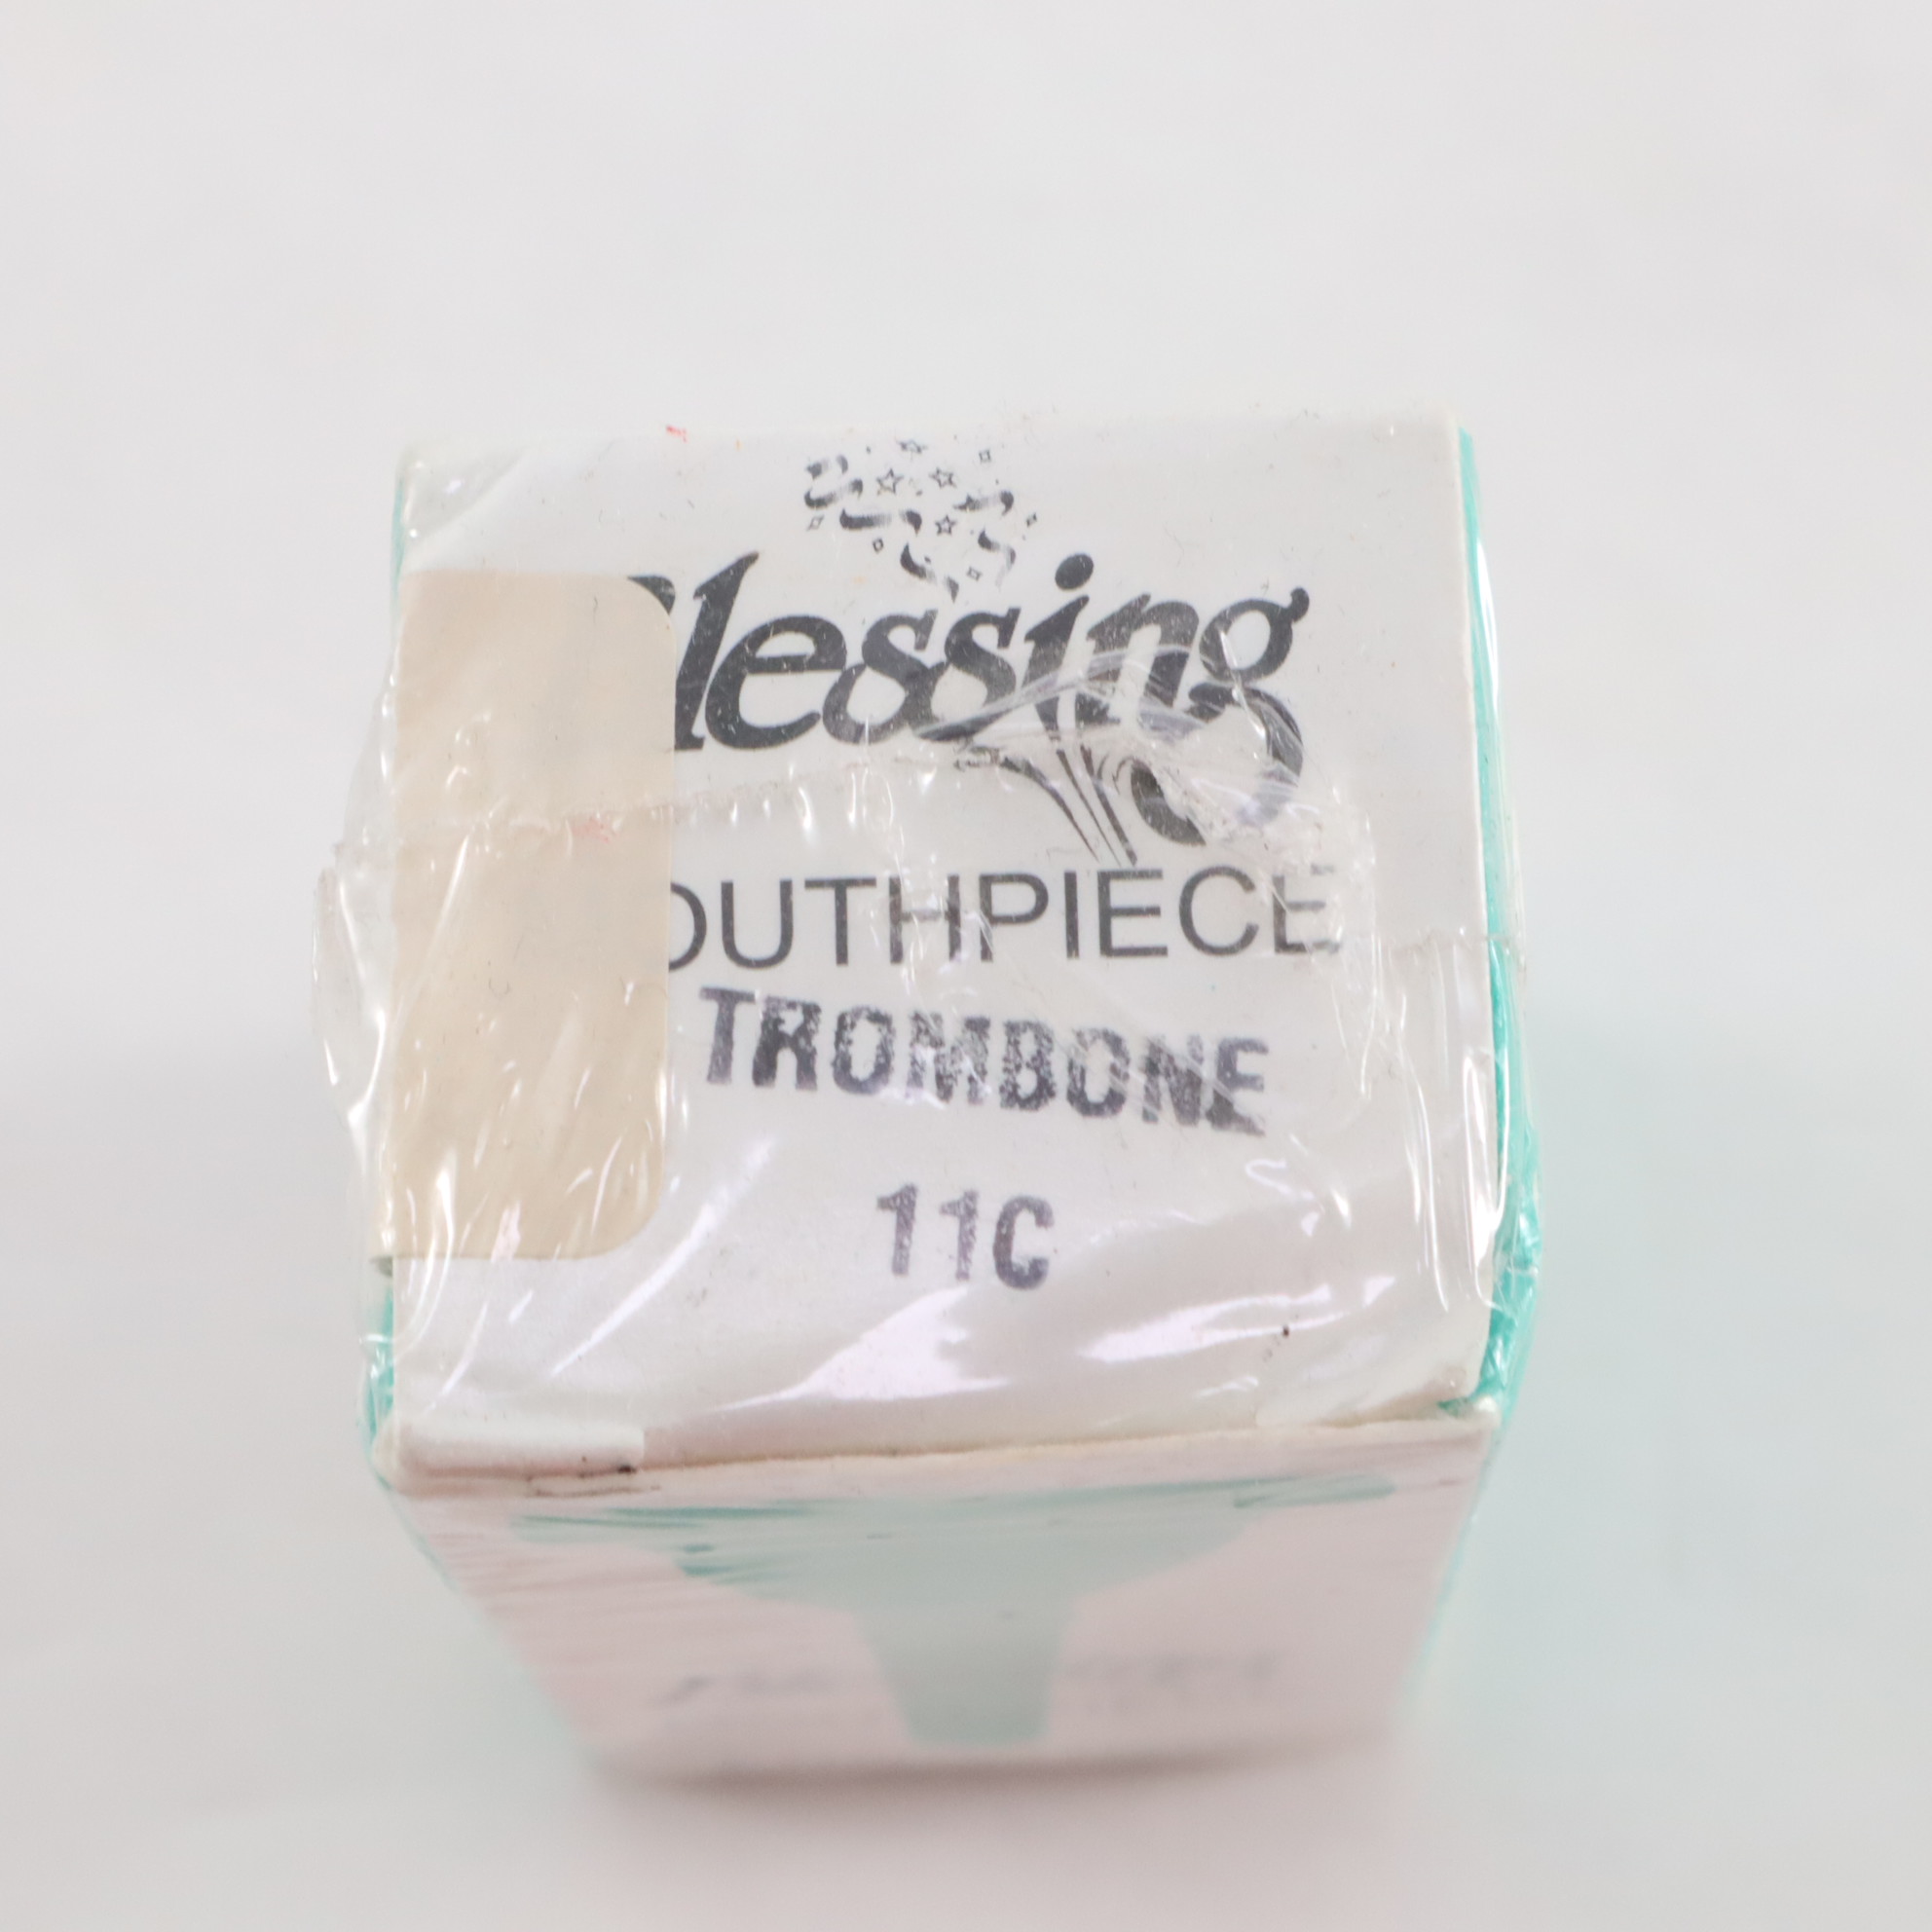 lessing
OUTHPIECE
TROMBONE
11C